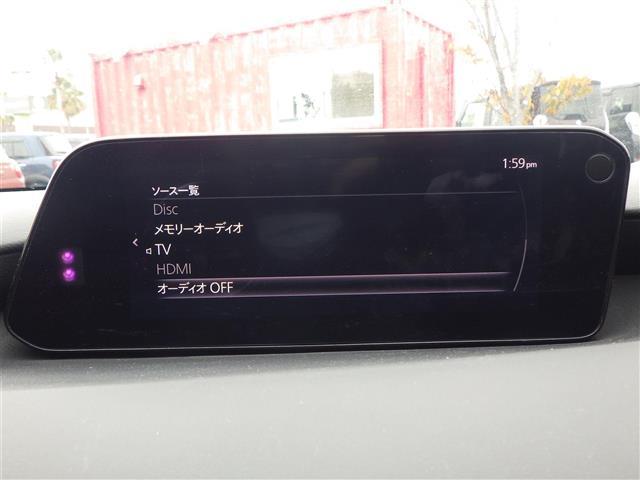 1:59pm
ソース一覧
Disc
メモリーオーディオ
TV
HDMI
オーディオ OFF